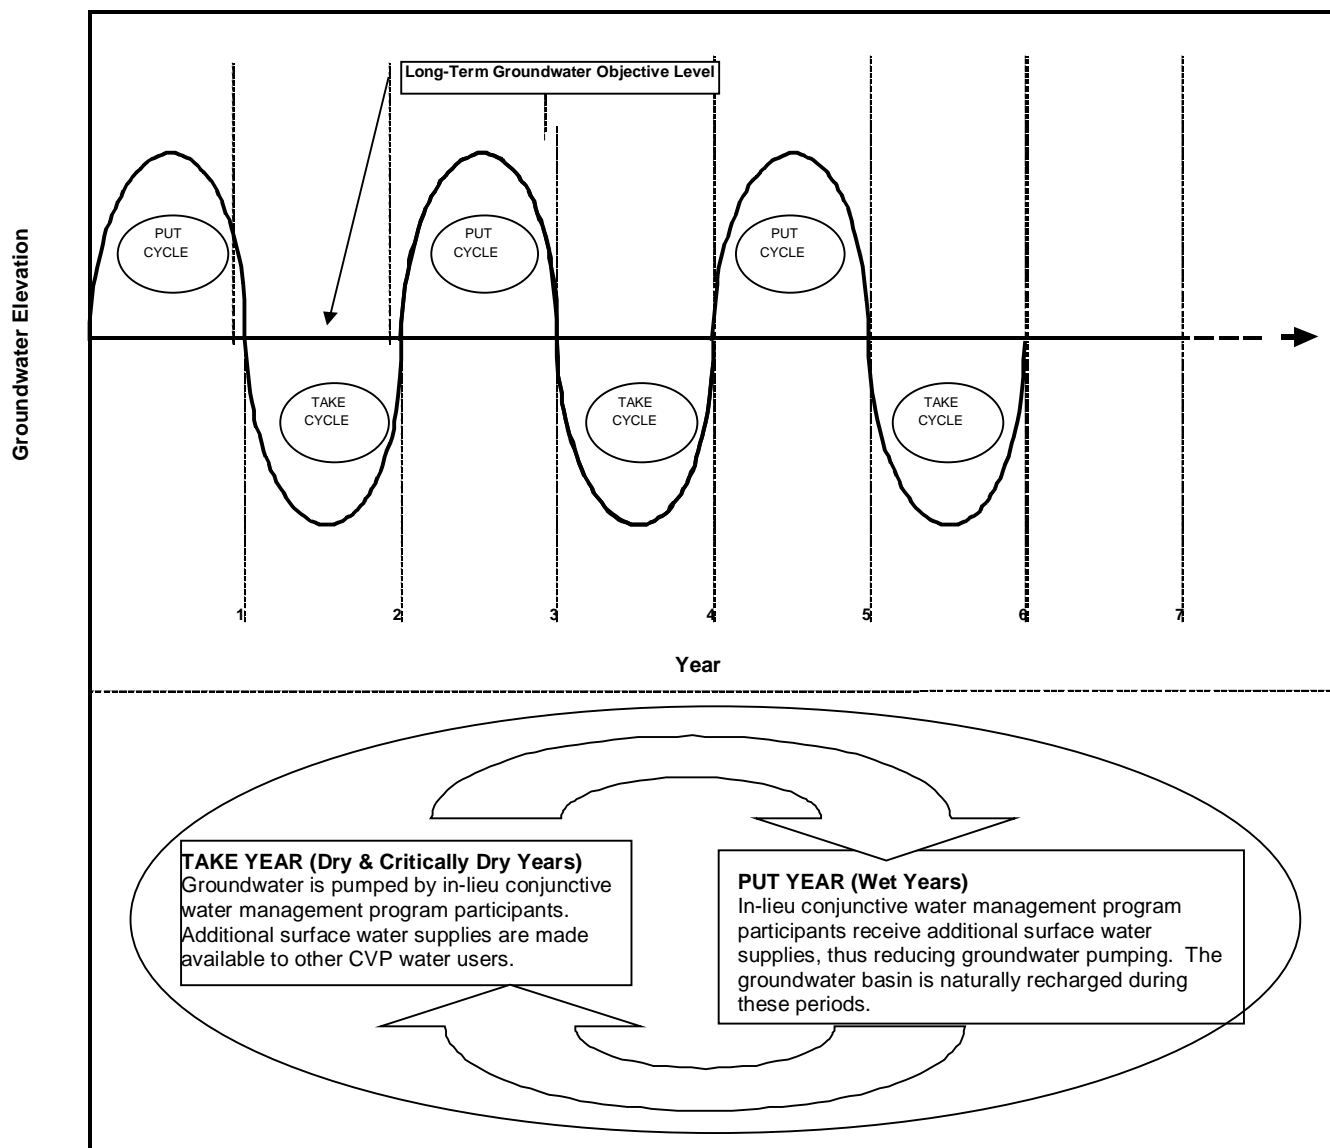 Long-Term Groundwater Objective Level
Groundwater Elevation
PUT
CYCLE
PUT
CYCLE
PUT
CYCLE
TAKE
CYCLE
TAKE
CYCLE
TAKE
CYCLE
1 2 3 4 5 6 7
Year
TAKE YEAR (Dry & Critically Dry Years)
Groundwater is pumped by in-lieu conjunctive
water management program participants.
Additional surface water supplies are made
available to other CVP water users.
PUT YEAR (Wet Years)
In-lieu conjunctive water management program
participants receive additional surface water
supplies, thus reducing groundwater pumping.  The
groundwater basin is naturally recharged during
these periods.